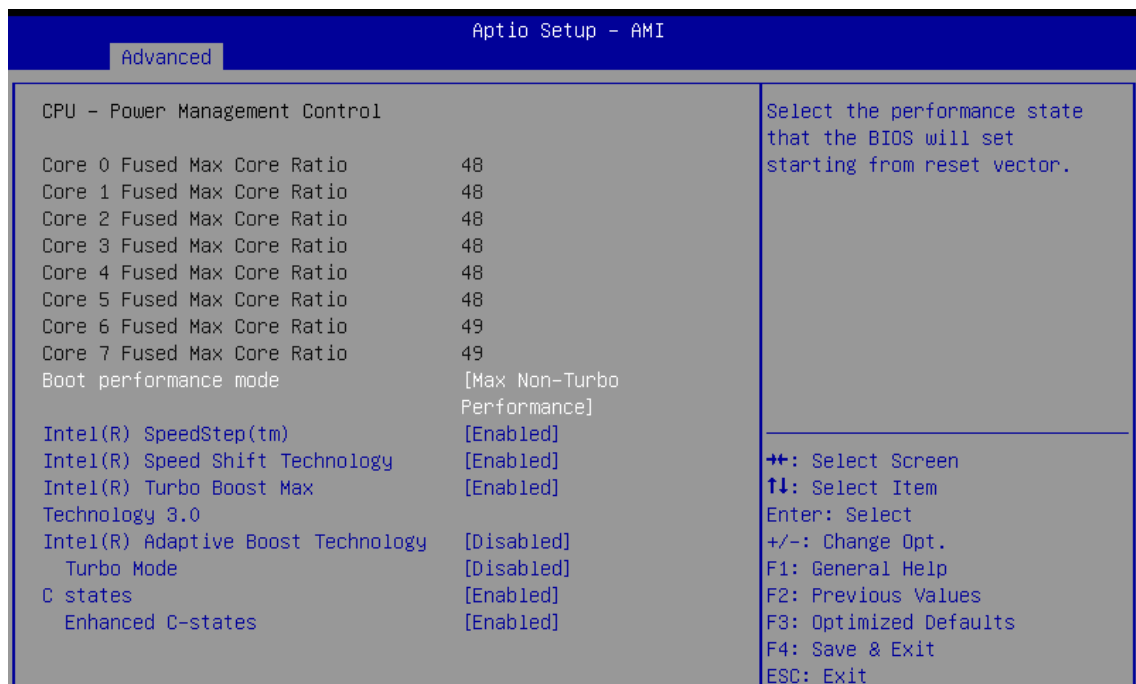 Aptio Setup – AMI
Advanced
CPU – Power Management Control
Core 0 Fused Max Core Ratio 48
Core 1 Fused Max Core Ratio 48
Core 2 Fused Max Core Ratio 48
Core 3 Fused Max Core Ratio 48
Core 4 Fused Max Core Ratio 48
Core 5 Fused Max Core Ratio 48
Core 6 Fused Max Core Ratio 49
Core 7 Fused Max Core Ratio 49
Boot performance mode [Max Non-Turbo
Performance]
Intel(R) SpeedStep(tm) [Enabled]
Intel(R) Speed Shift Technology [Enabled]
Intel(R) Turbo Boost Max [Enabled]
Technology 3.0
Intel(R) Adaptive Boost Technology [Disabled]
Turbo Mode [Disabled]
C states [Enabled]
Enhanced C-states [Enabled]
Select the performance state
that the BIOS will set
starting from reset vector.
→←: Select Screen
↑↓: Select Item
Enter: Select
+/-: Change Opt.
F1: General Help
F2: Previous Values
F3: Optimized Defaults
F4: Save & Exit
ESC: Exit